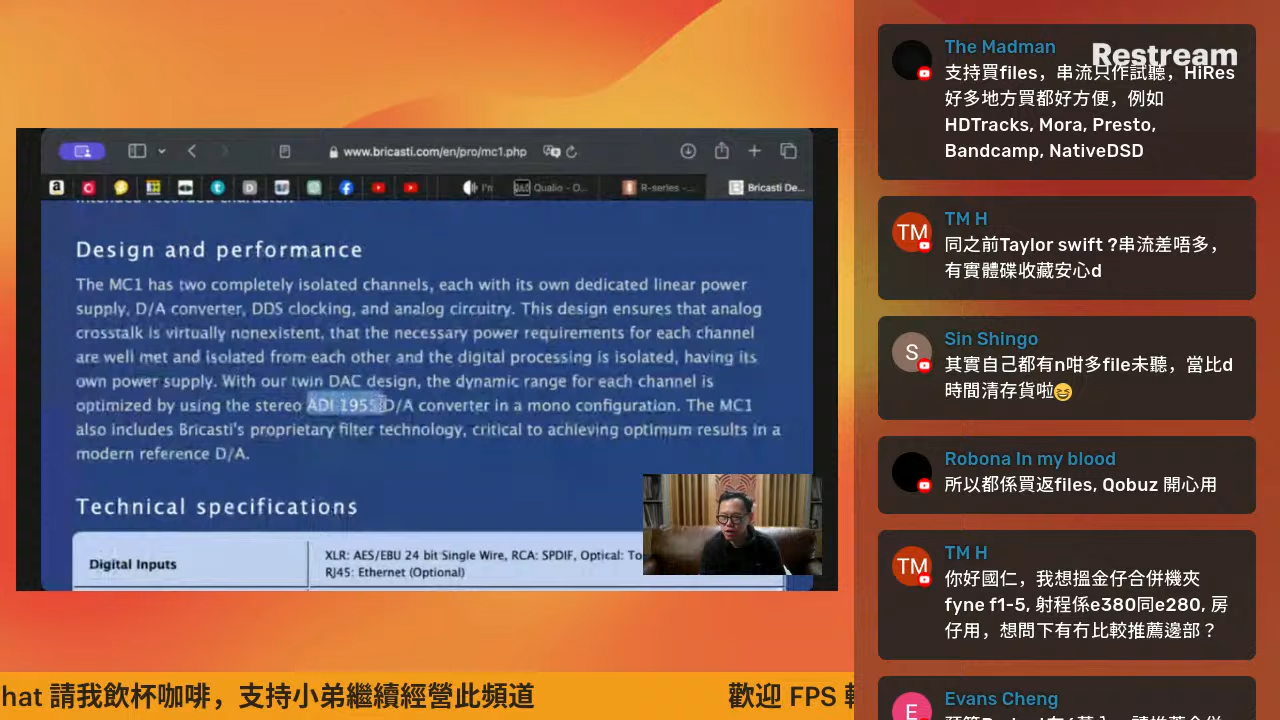 www.bricasti.com/en/pro/mc1.php
I'm
Qualio - O...
R-series -...
Bricasti De...
intended recorded character.
Design and performance
The MC1 has two completely isolated channels, each with its own dedicated linear power
supply, D/A converter, DDS clocking, and analog circuitry. This design ensures that analog
crosstalk is virtually nonexistent, that the necessary power requirements for each channel
are well met and isolated from each other and the digital processing is isolated, having its
own power supply. With our twin DAC design, the dynamic range for each channel is
optimized by using the stereo ADI 1955 D/A converter in a mono configuration. The MC1
also includes Bricasti's proprietary filter technology, critical to achieving optimum results in a
modern reference D/A.
Technical specifications
Digital Inputs
XLR: AES/EBU 24 bit Single Wire, RCA: SPDIF, Optical: To
RJ45: Ethernet (Optional)
hat 請我飲杯咖啡，支持小弟繼續經營此頻道
歡迎 FPS
Restream
The Madman
支持買files，串流只作試聽，HiRes
好多地方買都好方便，例如
HDTracks, Mora, Presto,
Bandcamp, NativeDSD
TM
TM H
同之前Taylor swift ?串流差唔多，
有實體碟收藏安心d
S
Sin Shingo
其實自己都有n咁多file未聽，當比d
時間清存貨啦😆
Robona In my blood
所以都係買返files, Qobuz 開心用
TM
TM H
你好國仁，我想搵金仔合併機夾
fyne f1-5, 射程係e380同e280, 房
仔用，想問下有冇比較推薦邊部？
E
Evans Cheng